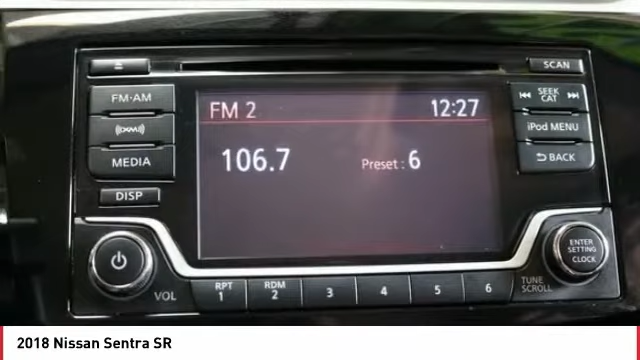 SCAN
FM·AM
SEEK
CAT
FM 2 12:27
((XM))
iPod MENU
106.7 Preset : 6
MEDIA
BACK
DISP
ENTER
SETTING
CLOCK
VOL
RPT
1
RDM
2
3
4
5
6
TUNE
SCROLL
2018 Nissan Sentra SR